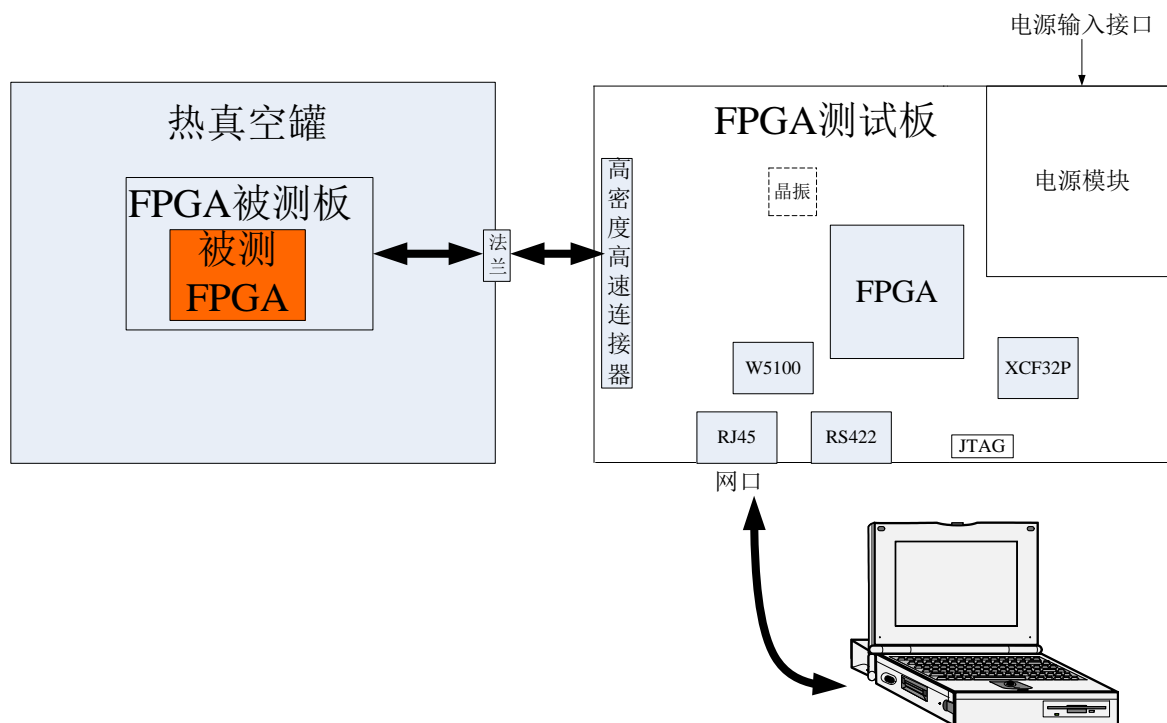 电源输入接口
热真空罐
FPGA被测板
被测
FPGA
法兰
高密度高速连接器
FPGA测试板
晶振
电源模块
FPGA
W5100
XCF32P
RJ45
RS422
JTAG
网口